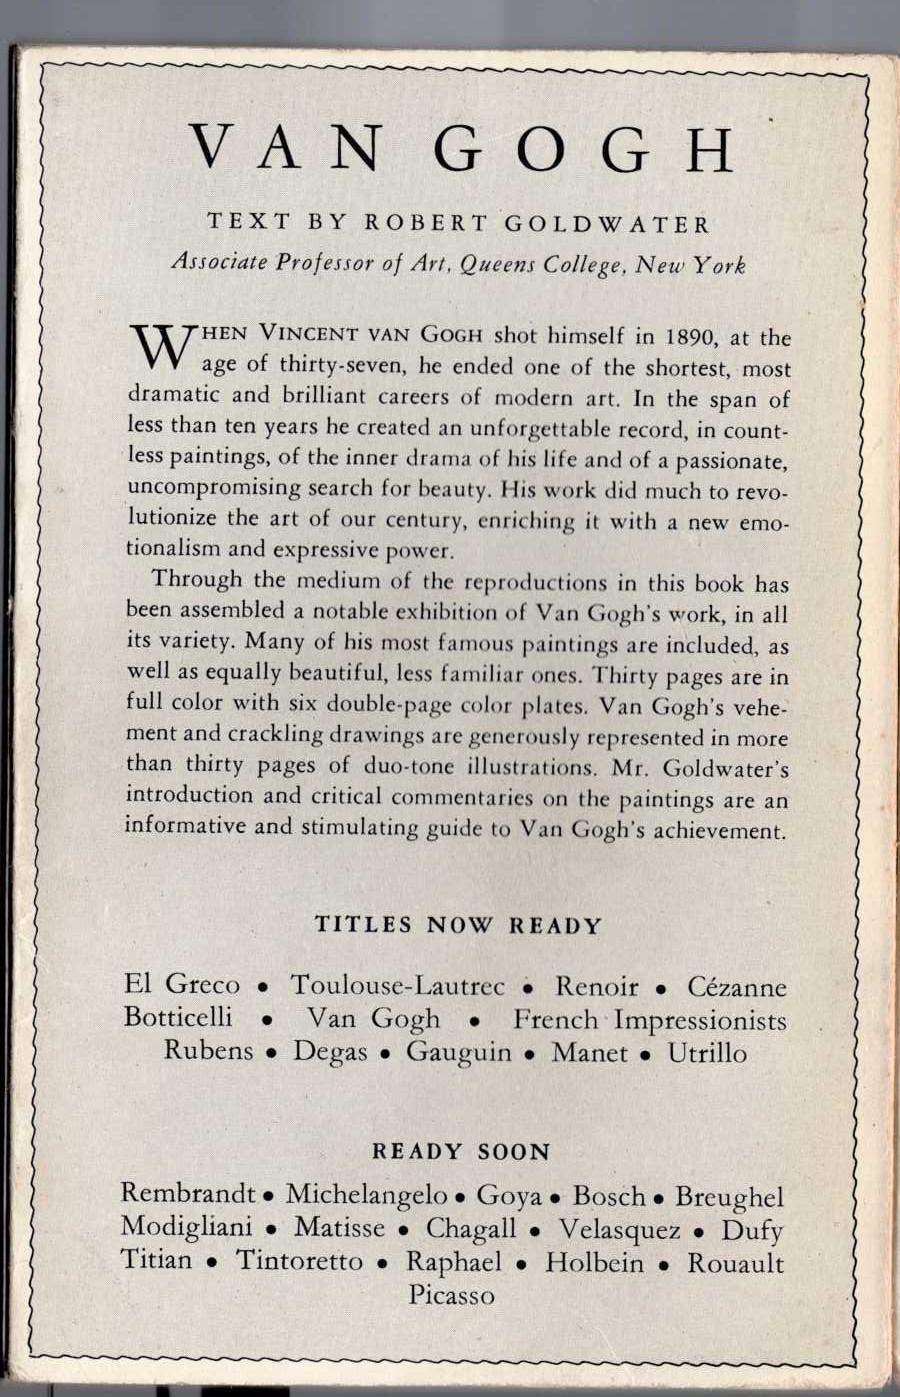 VAN GOGH
TEXT BY ROBERT GOLDWATER
Associate Professor of Art, Queens College, New York
WHEN VINCENT VAN GOGH shot himself in 1890, at the
age of thirty-seven, he ended one of the shortest, most
dramatic and brilliant careers of modern art. In the span of
less than ten years he created an unforgettable record, in count-
less paintings, of the inner drama of his life and of a passionate,
uncompromising search for beauty. His work did much to revo-
lutionize the art of our century, enriching it with a new emo-
tionalism and expressive power.
Through the medium of the reproductions in this book has
been assembled a notable exhibition of Van Gogh's work, in all
its variety. Many of his most famous paintings are included, as
well as equally beautiful, less familiar ones. Thirty pages are in
full color with six double-page color plates. Van Gogh's vehe-
ment and crackling drawings are generously represented in more
than thirty pages of duo-tone illustrations. Mr. Goldwater's
introduction and critical commentaries on the paintings are an
informative and stimulating guide to Van Gogh's achievement.
TITLES NOW READY
El Greco • Toulouse-Lautrec • Renoir • Cézanne
Botticelli • Van Gogh • French Impressionists
Rubens • Degas • Gauguin • Manet • Utrillo
READY SOON
Rembrandt • Michelangelo • Goya • Bosch • Breughel
Modigliani • Matisse • Chagall • Velasquez • Dufy
Titian • Tintoretto • Raphael • Holbein • Rouault
Picasso